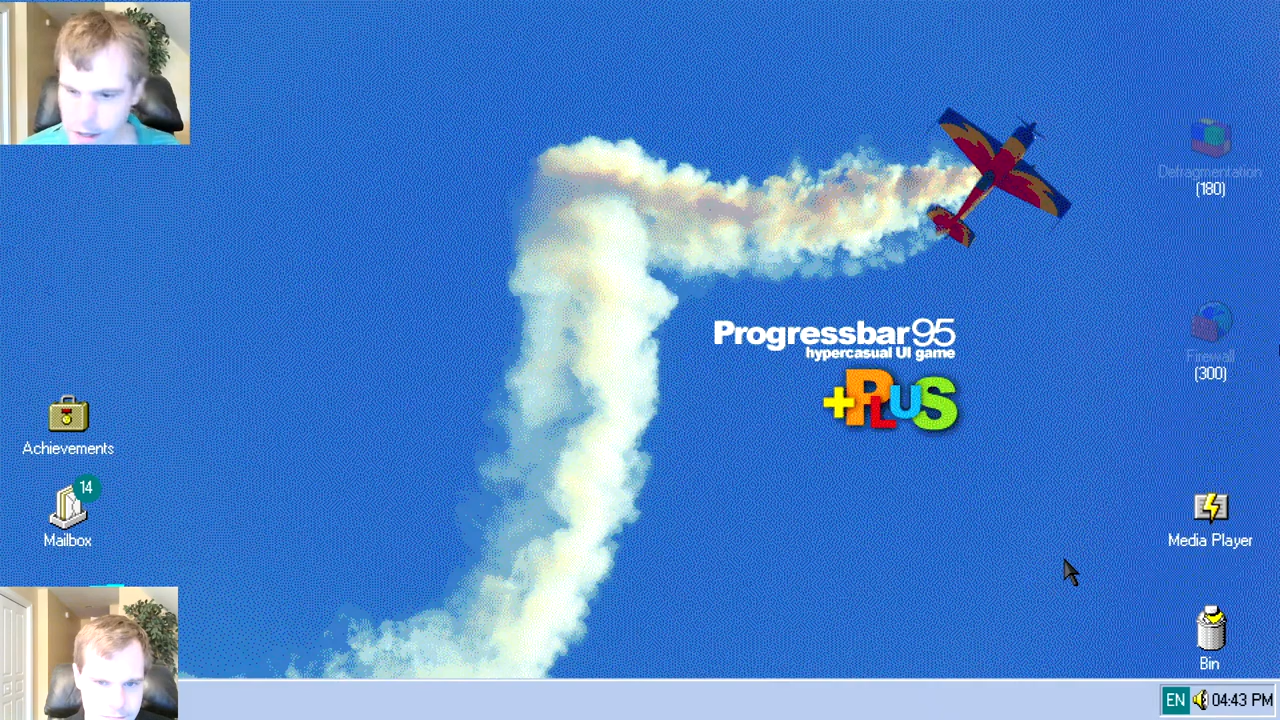 Defragmentation
(180)
Progressbar95
hypercasual UI game
+PLUS
Firewall
(300)
Achievements
14
Mailbox
Media Player
Bin
EN 04:43 PM